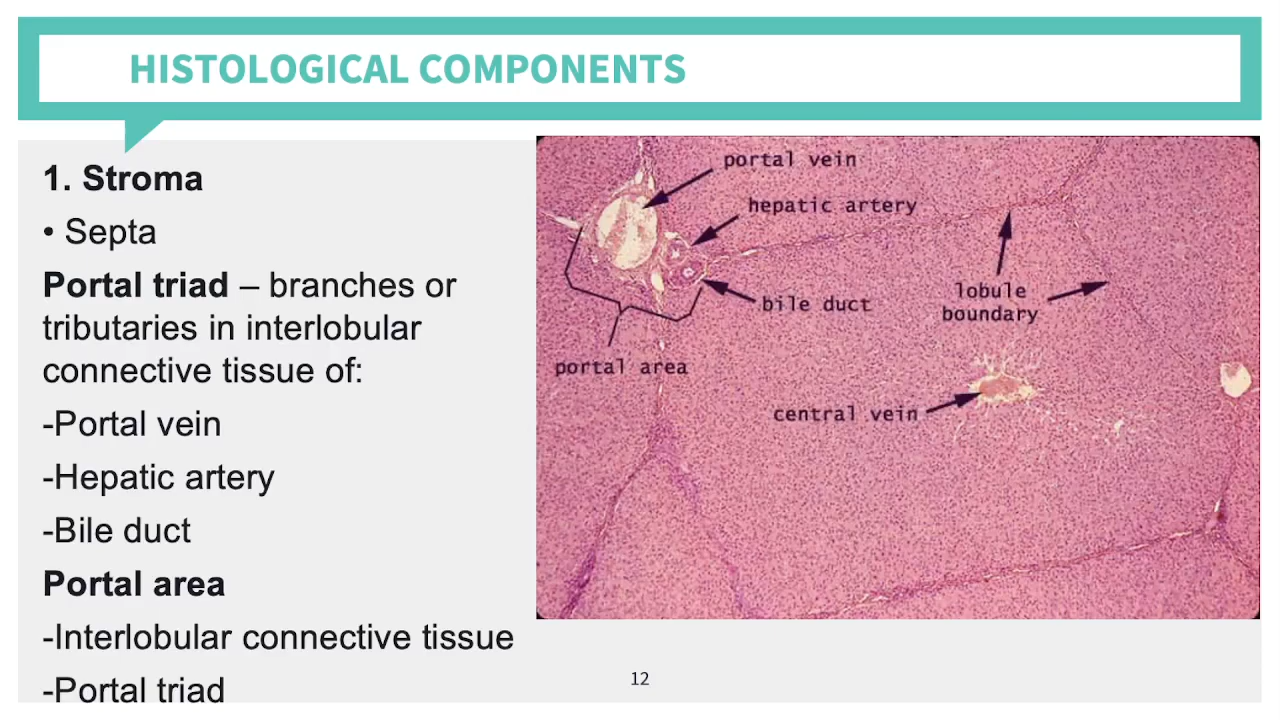 HISTOLOGICAL COMPONENTS
1. Stroma
• Septa
Portal triad – branches or
tributaries in interlobular
connective tissue of:
-Portal vein
-Hepatic artery
-Bile duct
Portal area
-Interlobular connective tissue
-Portal triad
portal vein
hepatic artery
bile duct
lobule
boundary
portal area
central vein
12